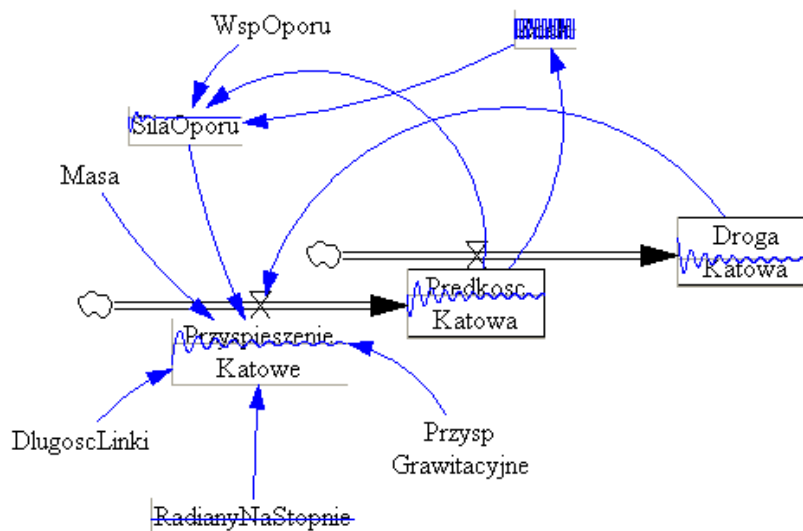 WspOporu
SilaOporu
Masa
Droga
Katowa
Predkosc
Katowa
Przyspieszenie
Katowe
DlugoscLinki
Przysp
Grawitacyjne
RadianyNaStopnie